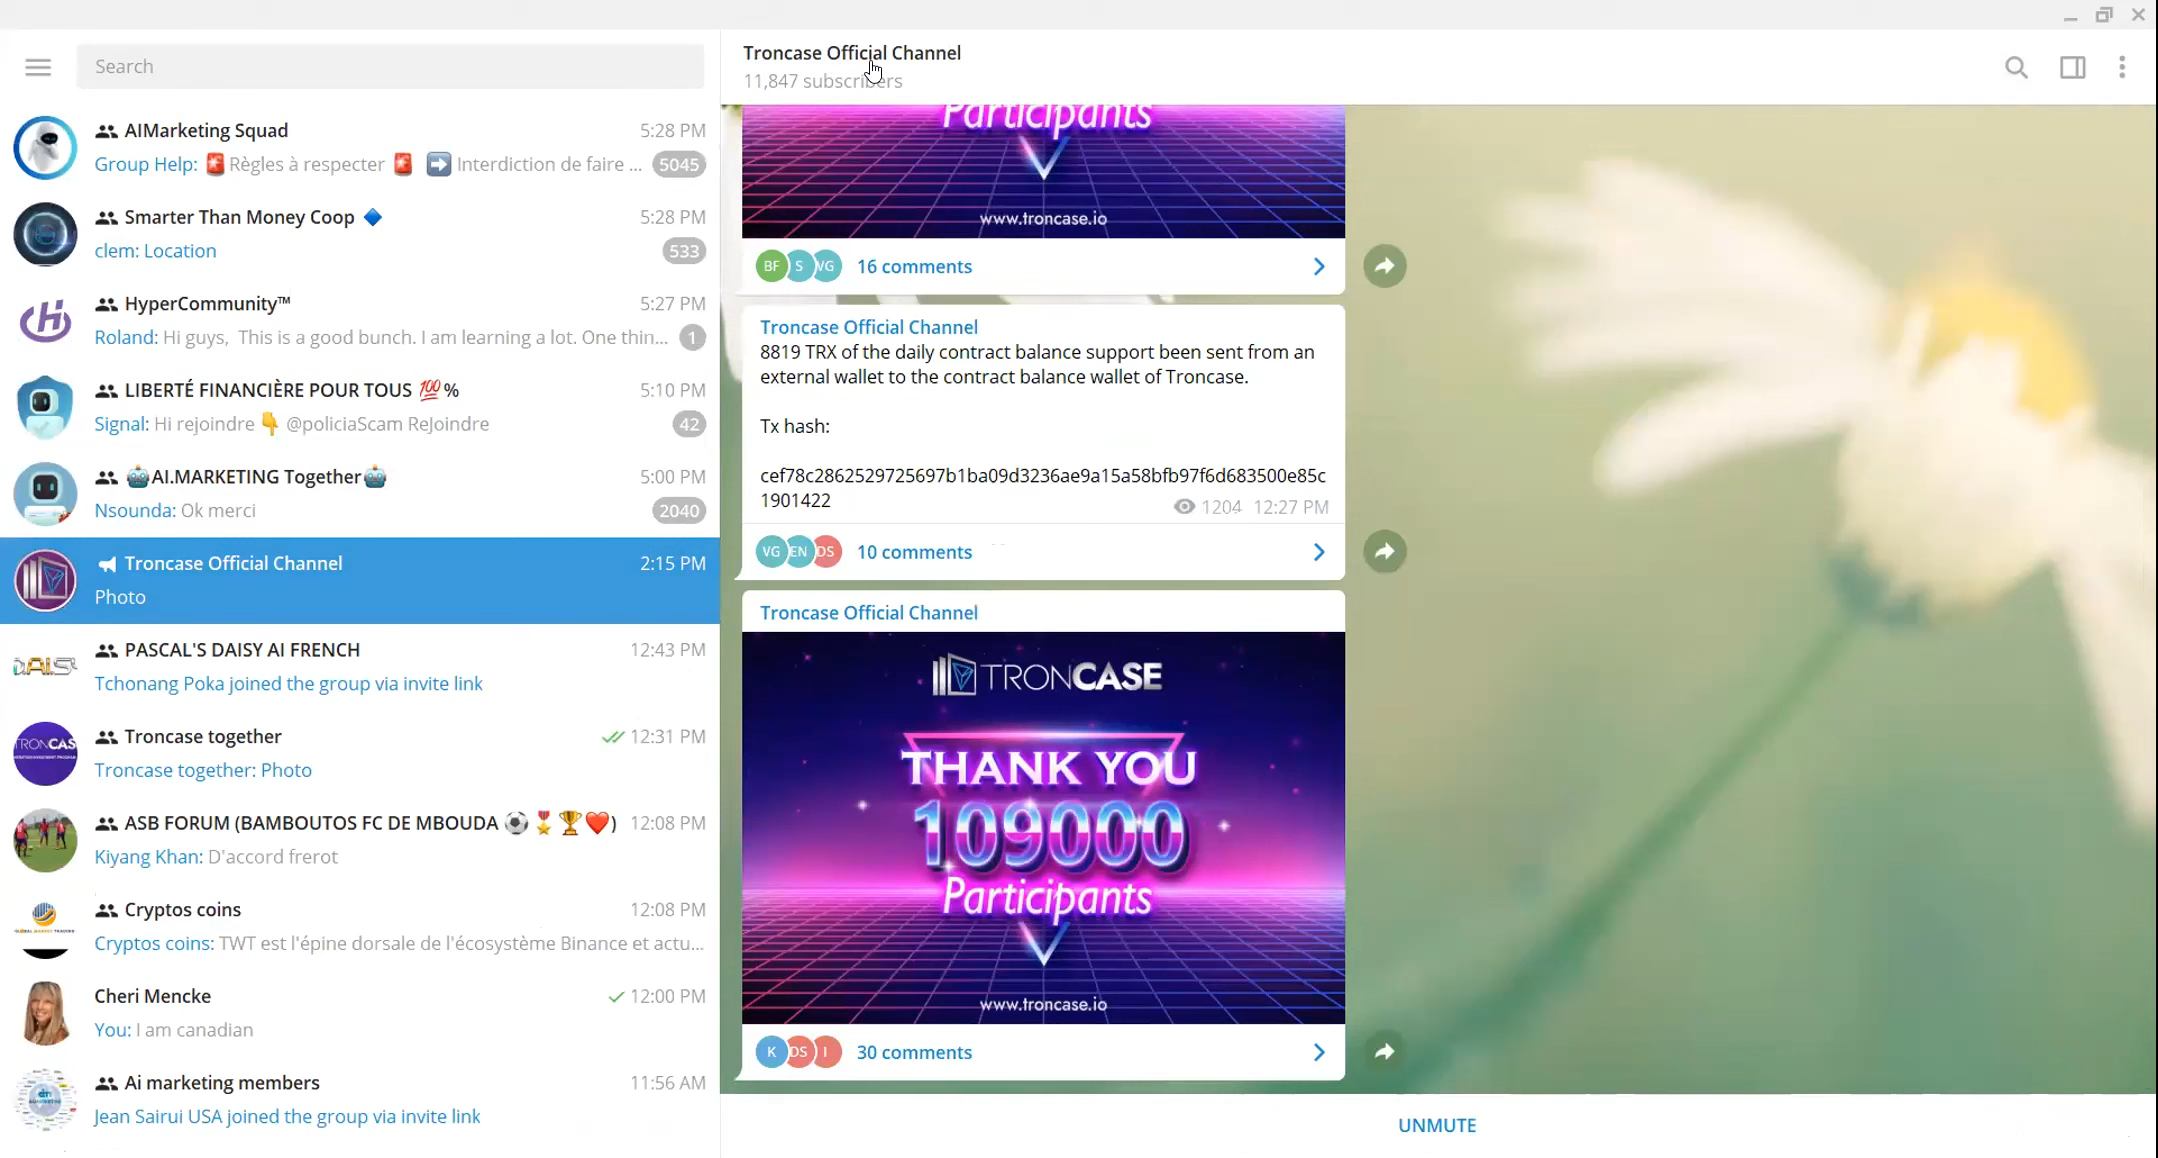 Search
AIMarketing Squad 5:28 PM
Group Help: 🚨Règles à respecter 🚨 ➡️ Interdiction de faire ... 5045
Smarter Than Money Coop 🔷 5:28 PM
clem: Location 533
HyperCommunity™ 5:27 PM
Roland: Hi guys, This is a good bunch. I am learning a lot. One thin... 1
LIBERTÉ FINANCIÈRE POUR TOUS 💯% 5:10 PM
Signal: Hi rejoindre 👇 @policiaScam ReJoindre 42
🤖AI.MARKETING Together🤖 5:00 PM
Nsounda: Ok merci 2040
Troncase Official Channel 2:15 PM
Photo
DAISY
PASCAL'S DAISY AI FRENCH 12:43 PM
Tchonang Poka joined the group via invite link
TRONCAS
Troncase together 12:31 PM
Troncase together: Photo
ASB FORUM (BAMBOUTOS FC DE MBOUDA ⚽🎖️🏆❤️) 12:08 PM
Kiyang Khan: D'accord frerot
Cryptos coins 12:08 PM
Cryptos coins: TWT est l'épine dorsale de l'écosystème Binance et actu...
Cheri Mencke 12:00 PM
You: I am canadian
Ai marketing members 11:56 AM
Jean Sairui USA joined the group via invite link
Troncase Official Channel
11,847 subscribers
Participants
www.troncase.io
BF S VG 16 comments
Troncase Official Channel
8819 TRX of the daily contract balance support been sent from an
external wallet to the contract balance wallet of Troncase.
Tx hash:
cef78c2862529725697b1ba09d3236ae9a15a58bfb97f6d683500e85c
1901422 1204 12:27 PM
VG EN DS 10 comments
Troncase Official Channel
TRONCASE
THANK YOU
109000
Participants
www.troncase.io
K DS I 30 comments
UNMUTE